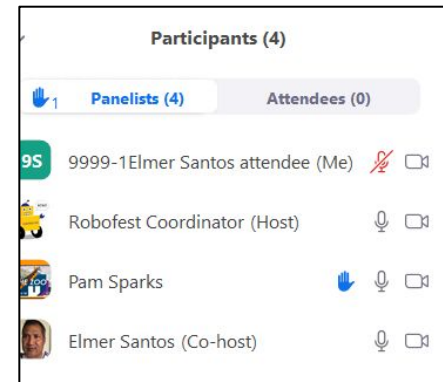 Participants (4)
1 Panelists (4) Attendees (0)
9S 9999-1Elmer Santos attendee (Me)
Robofest Coordinator (Host)
Pam Sparks
Elmer Santos (Co-host)